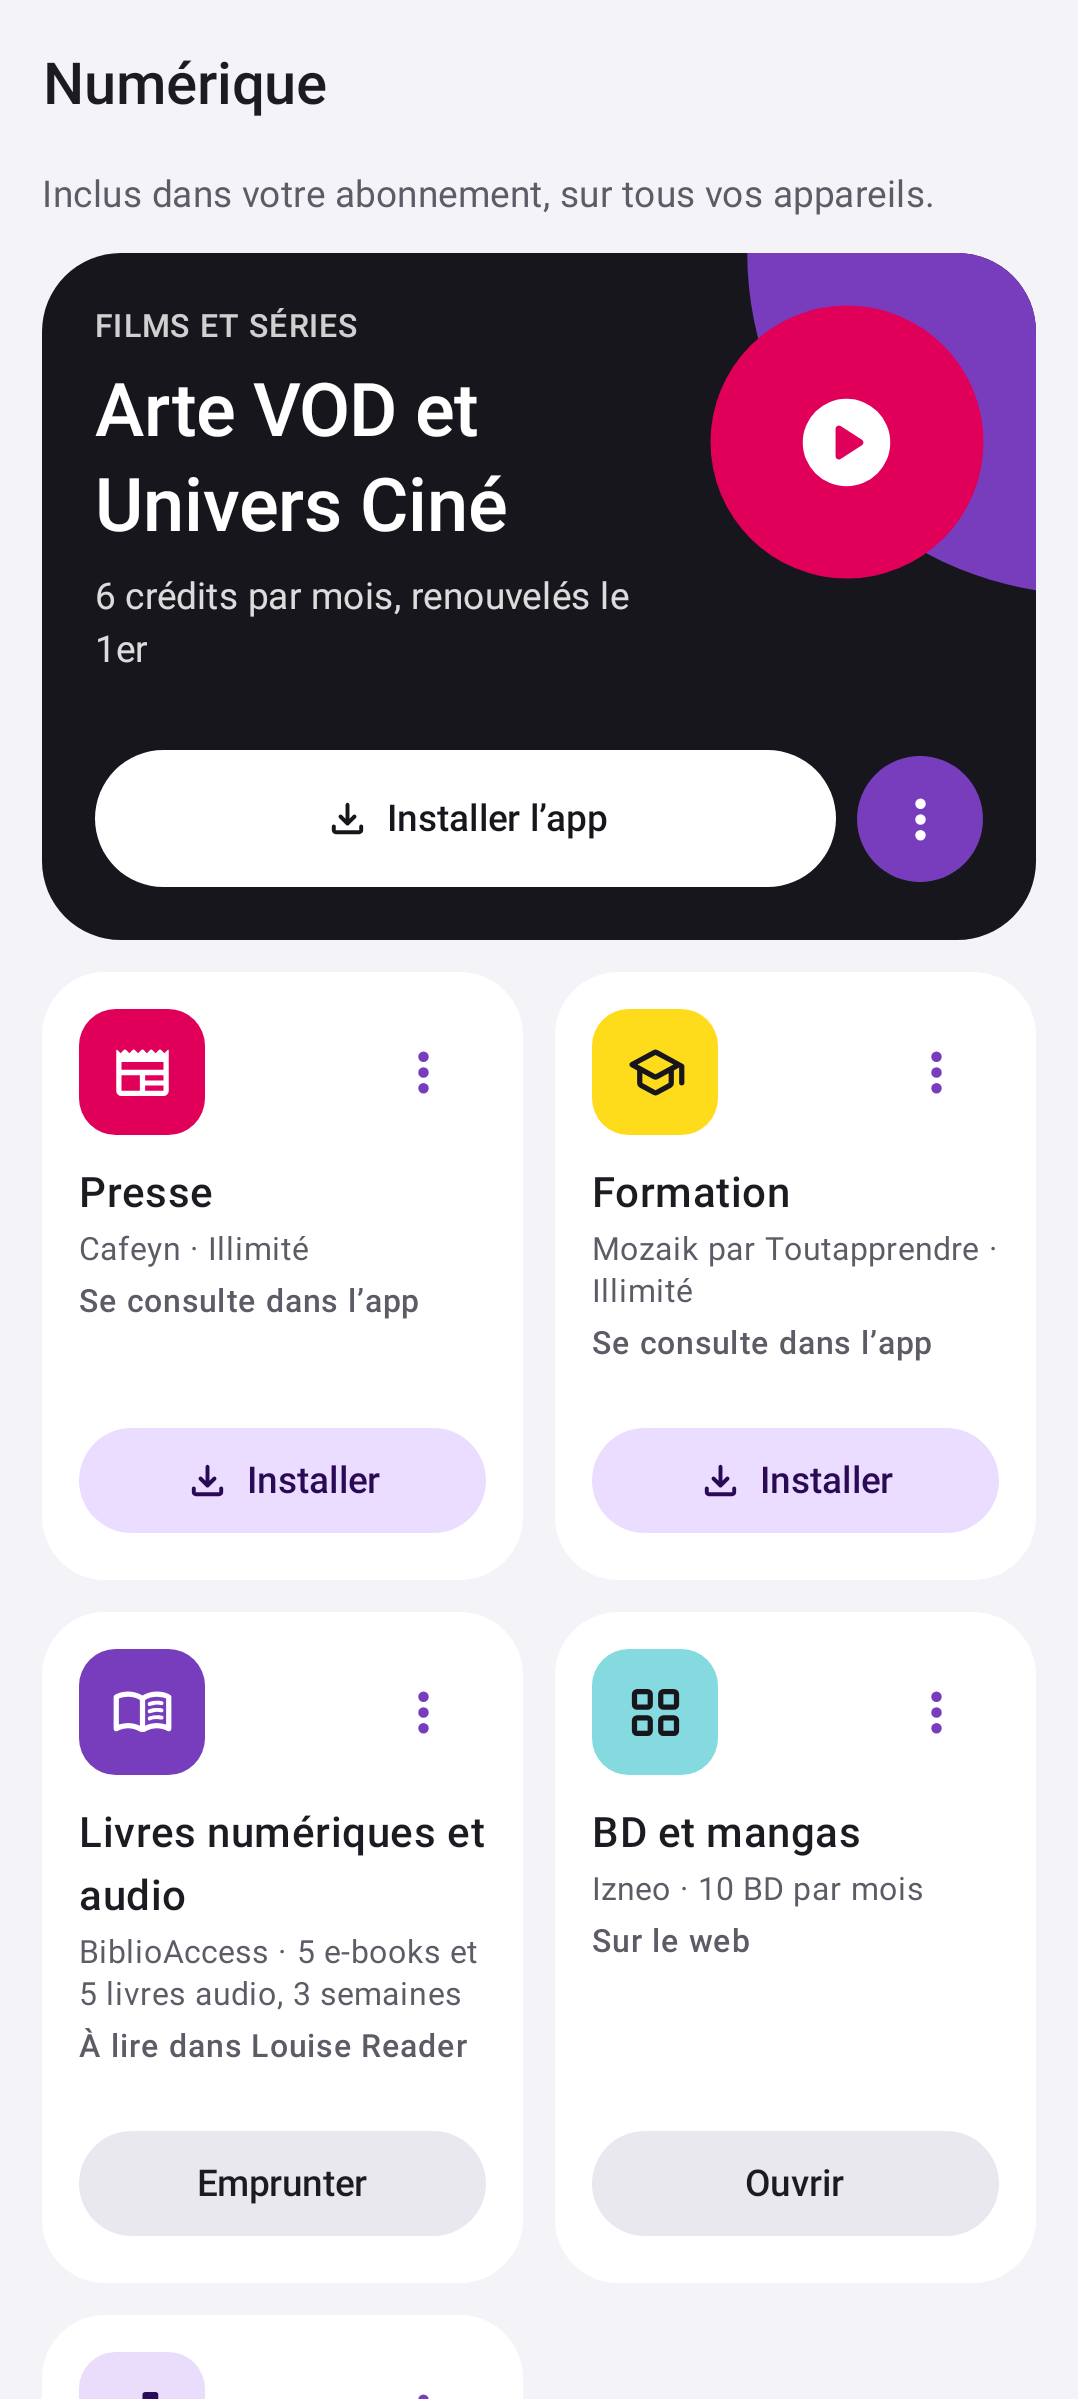 Numérique
Inclus dans votre abonnement, sur tous vos appareils.
FILMS ET SÉRIES
Arte VOD et
Univers Ciné
6 crédits par mois, renouvelés le
1er
Installer l’app
Presse
Cafeyn · Illimité
Se consulte dans l’app
Installer
Formation
Mozaik par Toutapprendre ·
Illimité
Se consulte dans l’app
Installer
Livres numériques et
audio
BiblioAccess · 5 e-books et
5 livres audio, 3 semaines
À lire dans Louise Reader
Emprunter
BD et mangas
Izneo · 10 BD par mois
Sur le web
Ouvrir